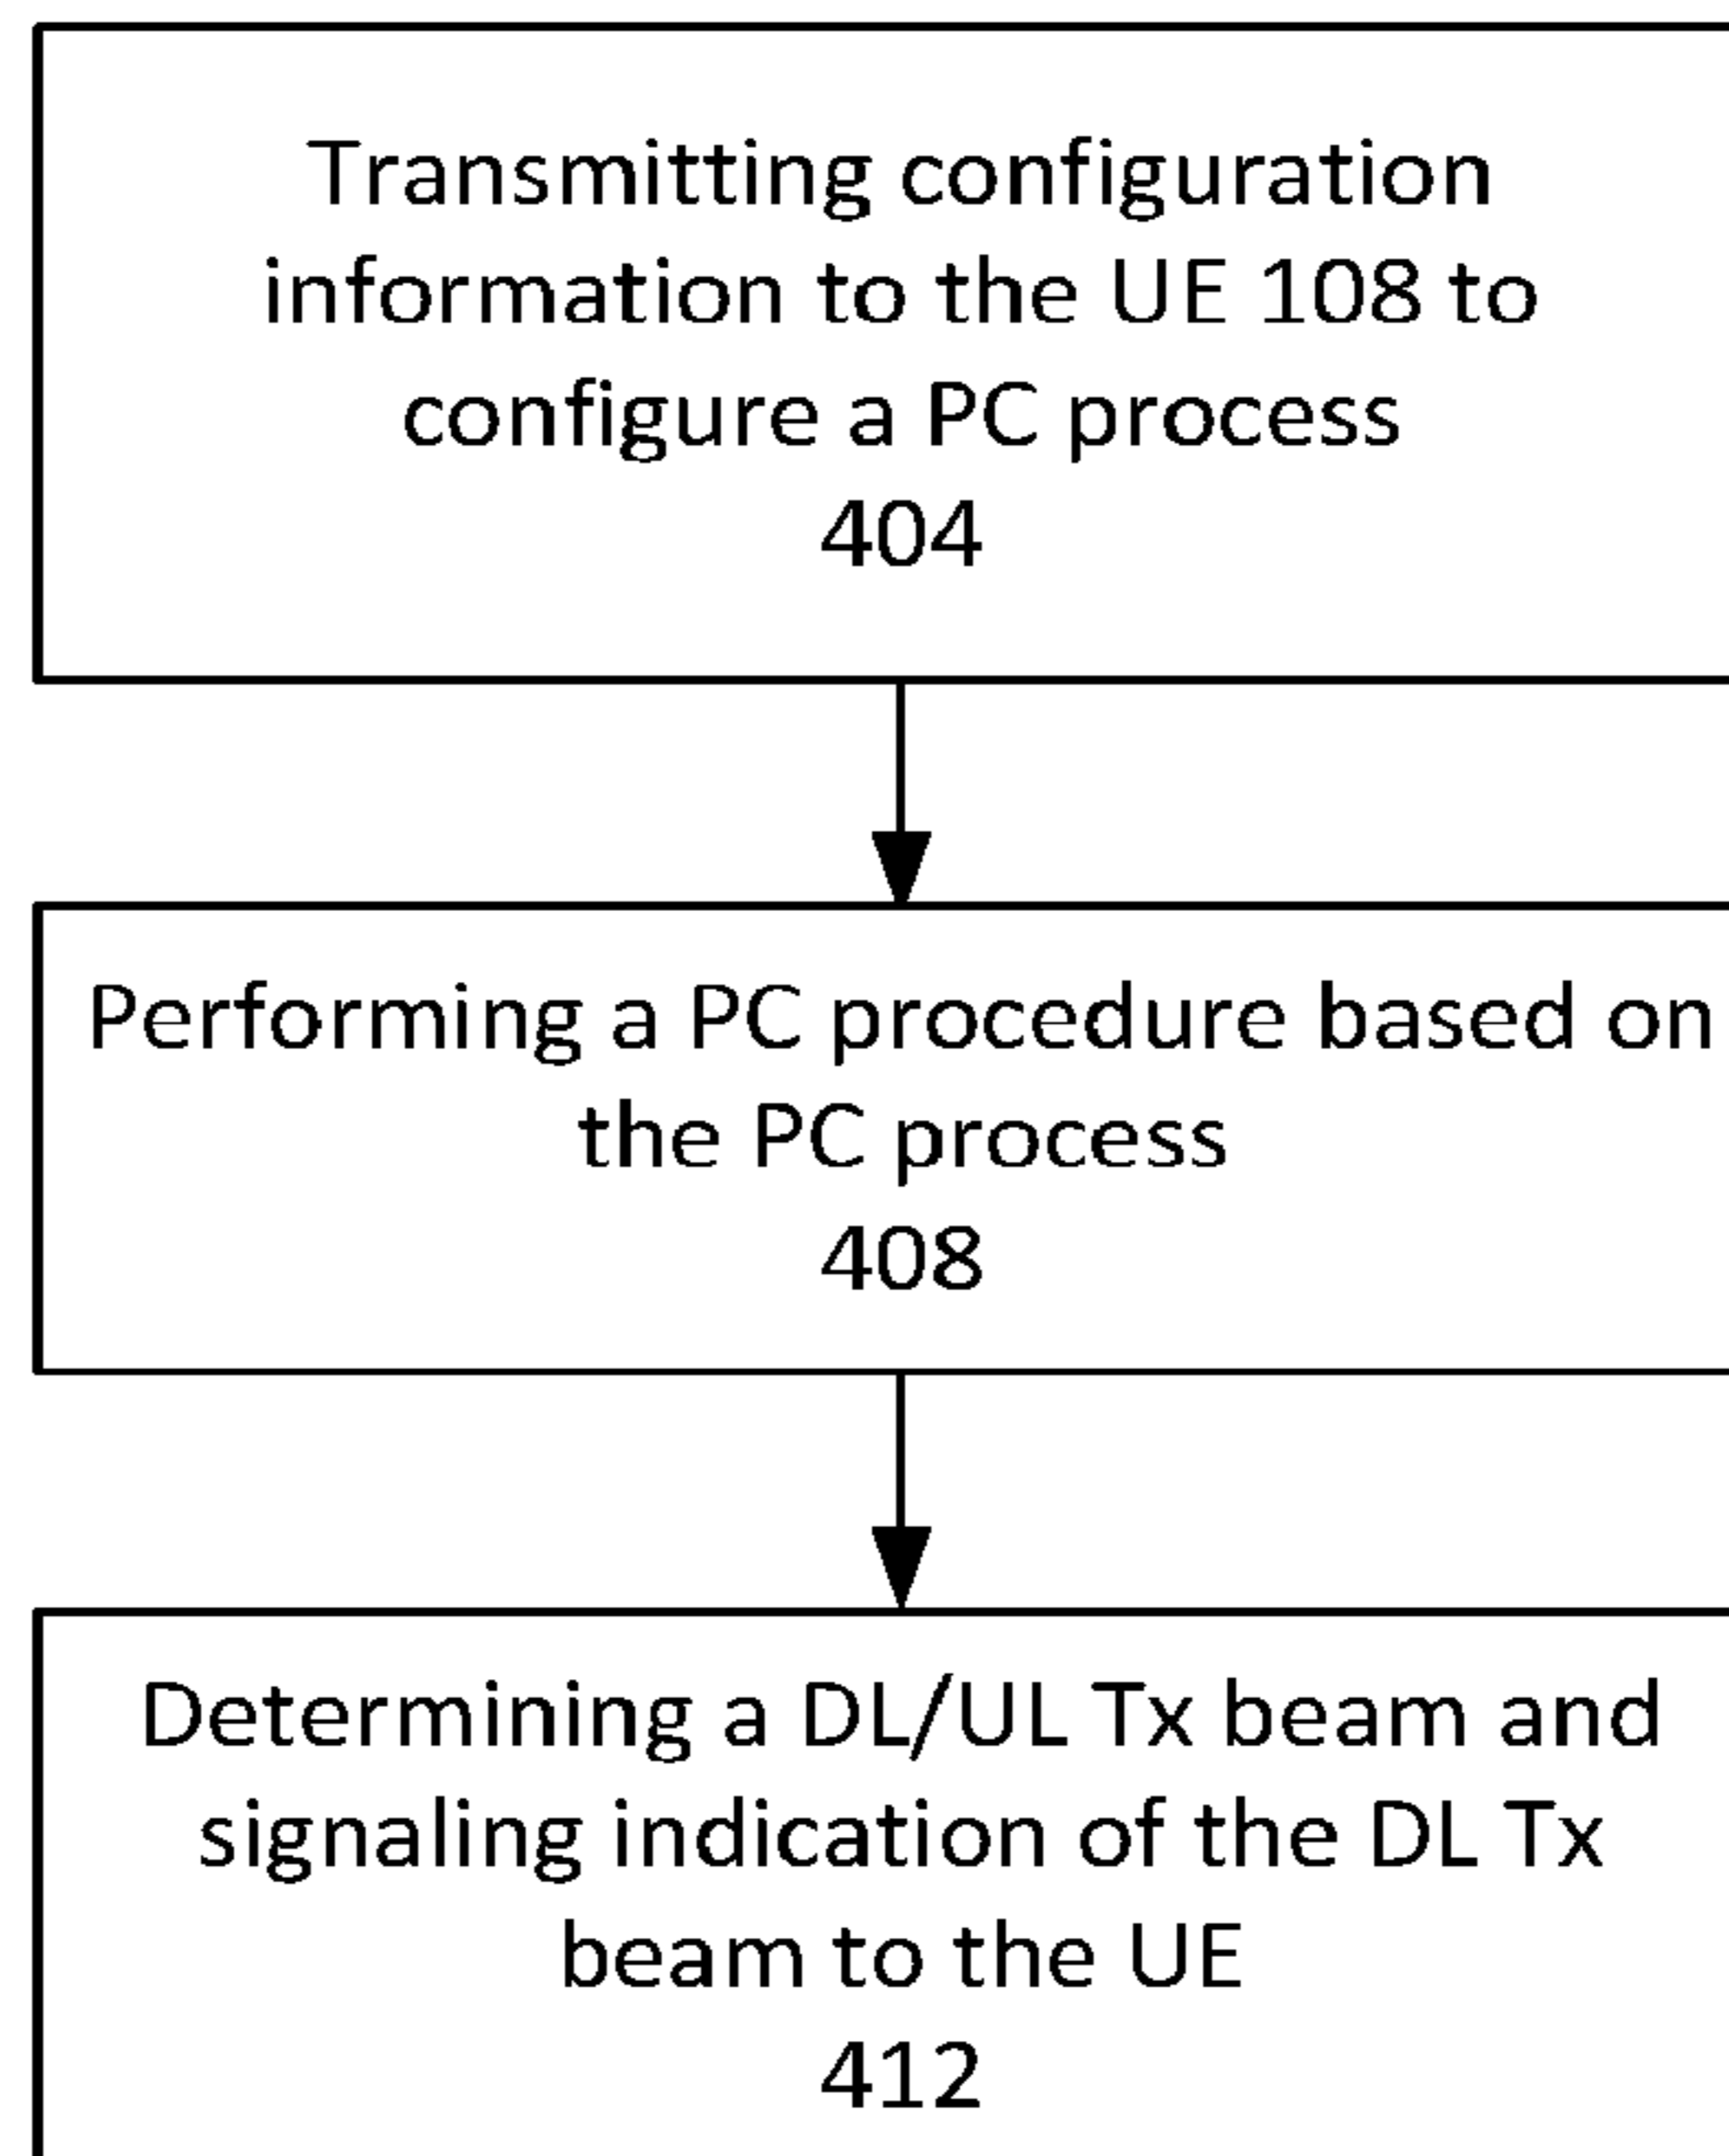 Transmitting configuration
information to the UE 108 to
configure a PC process
404
Performing a PC procedure based on
the PC process
408
Determining a DL/UL Tx beam and
signaling indication of the DL Tx
beam to the UE
412